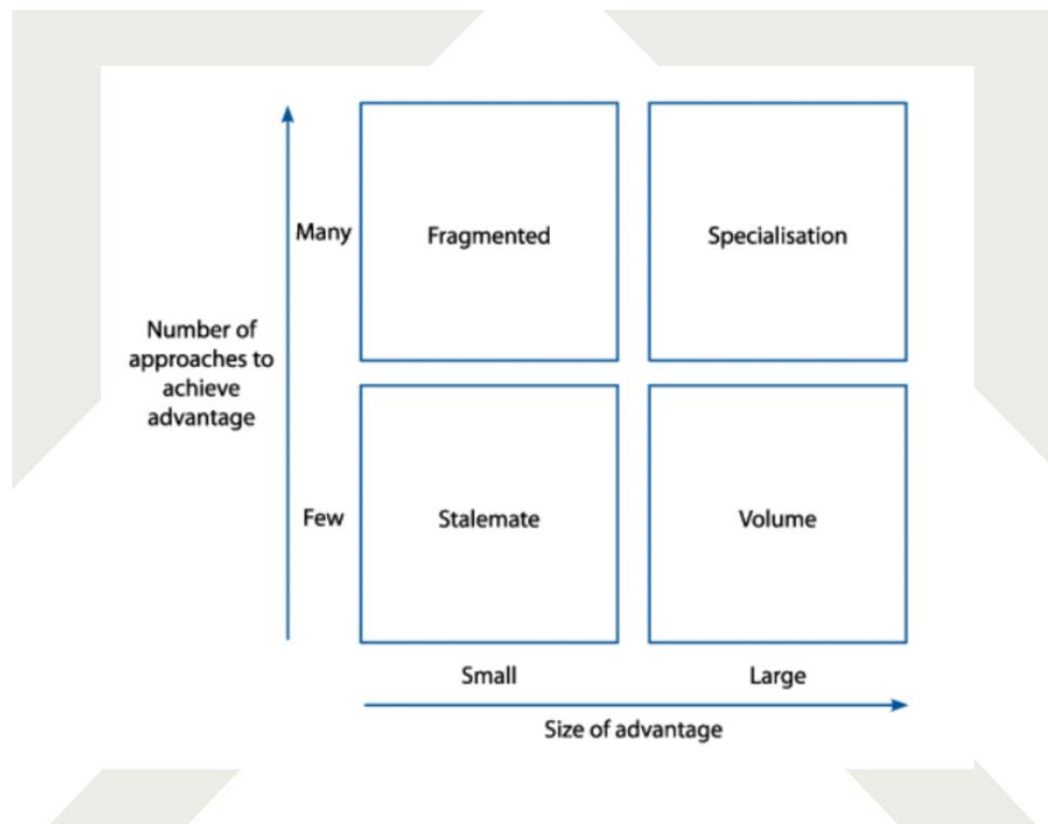 Many
Fragmented
Specialisation
Number of
approaches to
achieve
advantage
Few
Stalemate
Volume
Small
Large
Size of advantage